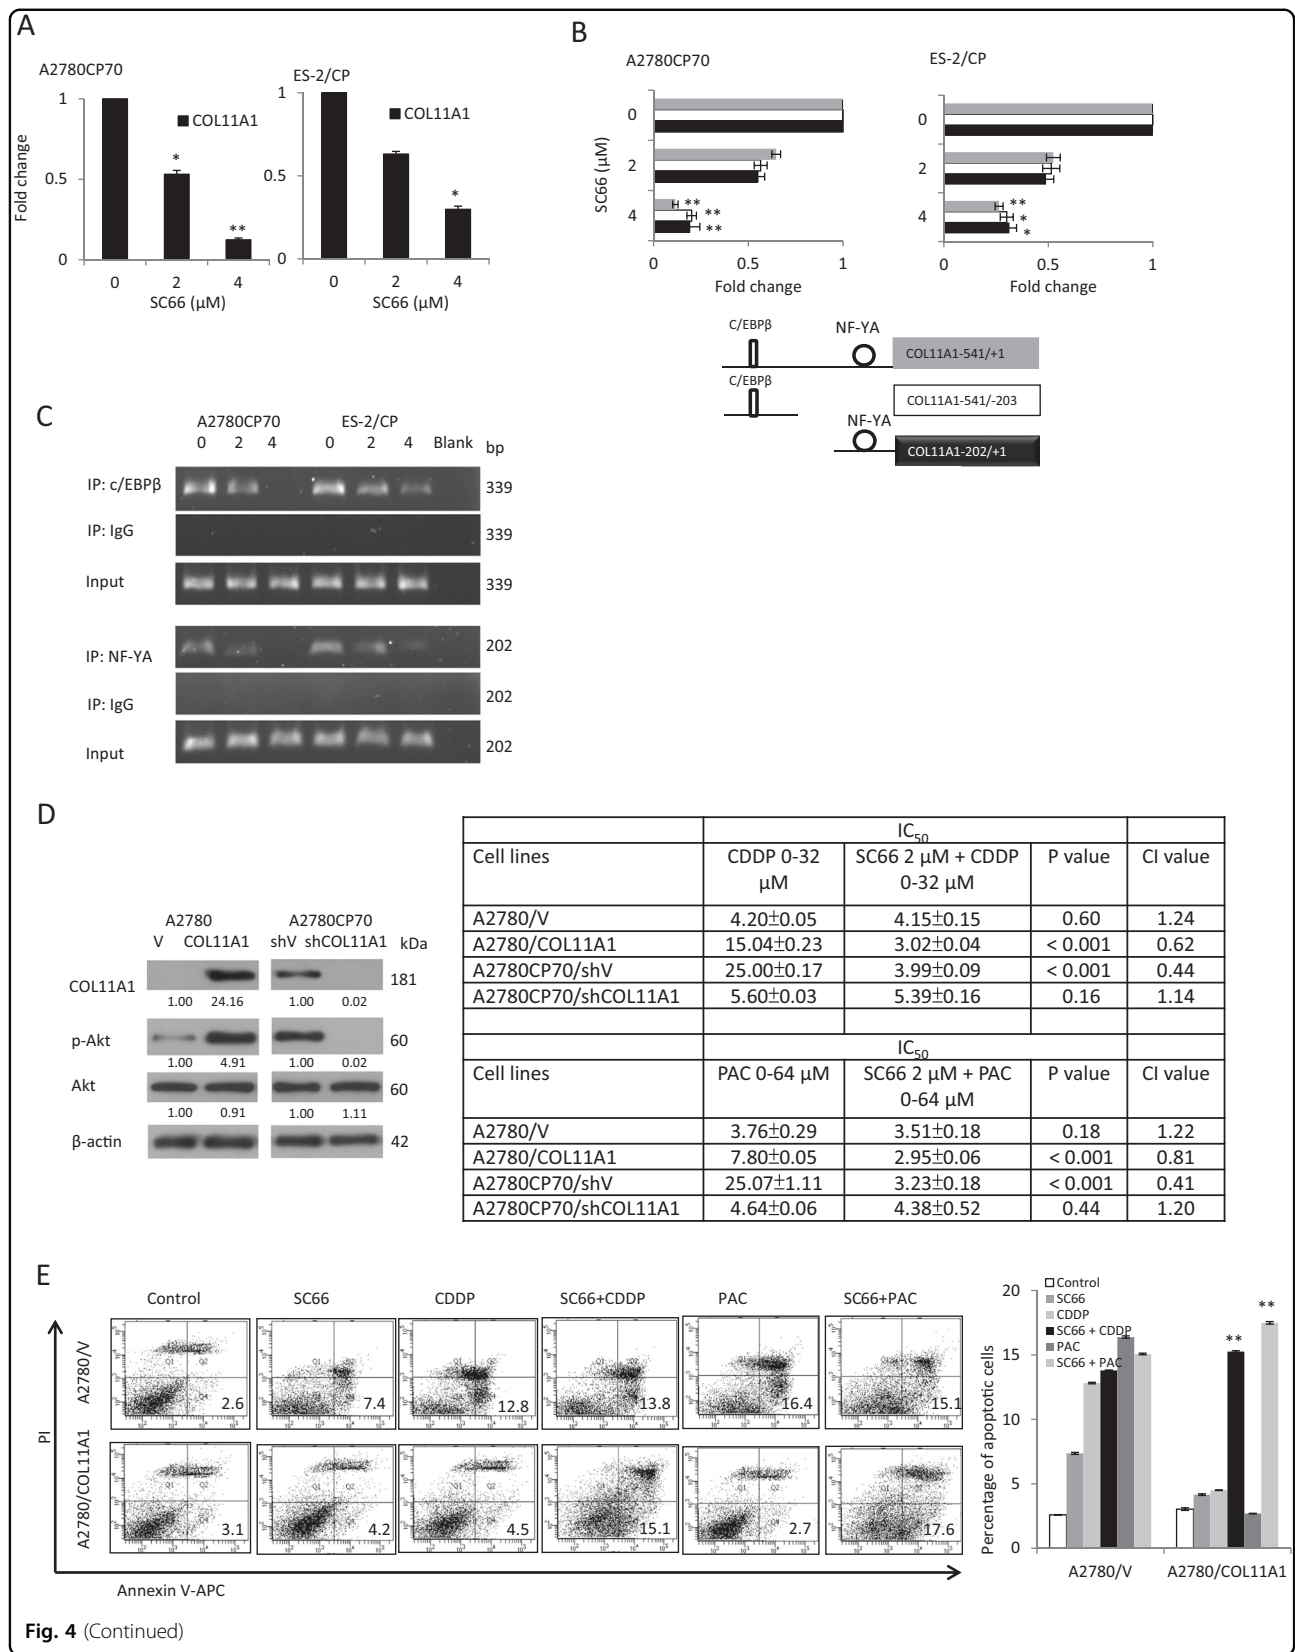 A
A2780CP70
ES-2/CP
1
0.5
0
Fold change
COL11A1
*
**
0 2 4
SC66 (μM)
1
0.5
0
COL11A1
*
0 2 4
SC66 (μM)
B
A2780CP70
ES-2/CP
SC66 (μM)
0
2
4
**
**
**
0 0.5 1
Fold change
0
2
4
**
*
*
0 0.5 1
Fold change
C/EBPβ
NF-YA
COL11A1-541/+1
C/EBPβ
COL11A1-541/-203
NF-YA
COL11A1-202/+1
C
A2780CP70 ES-2/CP
0 2 4 0 2 4 Blank bp
IP: c/EBPβ 339
IP: IgG 339
Input 339
IP: NF-YA 202
IP: IgG 202
Input 202
D
A2780 A2780CP70
V COL11A1 shV shCOL11A1 kDa
COL11A1 181
1.00 24.16 1.00 0.02
p-Akt 60
1.00 4.91 1.00 0.02
Akt 60
1.00 0.91 1.00 1.11
β-actin 42
IC50
Cell lines CDDP 0-32 SC66 2 μM + CDDP P value CI value
μM 0-32 μM
A2780/V 4.20±0.05 4.15±0.15 0.60 1.24
A2780/COL11A1 15.04±0.23 3.02±0.04 < 0.001 0.62
A2780CP70/shV 25.00±0.17 3.99±0.09 < 0.001 0.44
A2780CP70/shCOL11A1 5.60±0.03 5.39±0.16 0.16 1.14
IC50
Cell lines PAC 0-64 μM SC66 2 μM + PAC P value CI value
0-64 μM
A2780/V 3.76±0.29 3.51±0.18 0.18 1.22
A2780/COL11A1 7.80±0.05 2.95±0.06 < 0.001 0.81
A2780CP70/shV 25.07±1.11 3.23±0.18 < 0.001 0.41
A2780CP70/shCOL11A1 4.64±0.06 4.38±0.52 0.44 1.20
E
Control SC66 CDDP SC66+CDDP PAC SC66+PAC
PI
A2780/V
2.6 7.4 12.8 13.8 16.4 15.1
A2780/COL11A1
3.1 4.2 4.5 15.1 2.7 17.6
Annexin V-APC
Percentage of apoptotic cells
20
15
10
5
0
Control
SC66
CDDP
SC66 + CDDP
PAC
SC66 + PAC
**
**
A2780/V A2780/COL11A1
Fig. 4 (Continued)